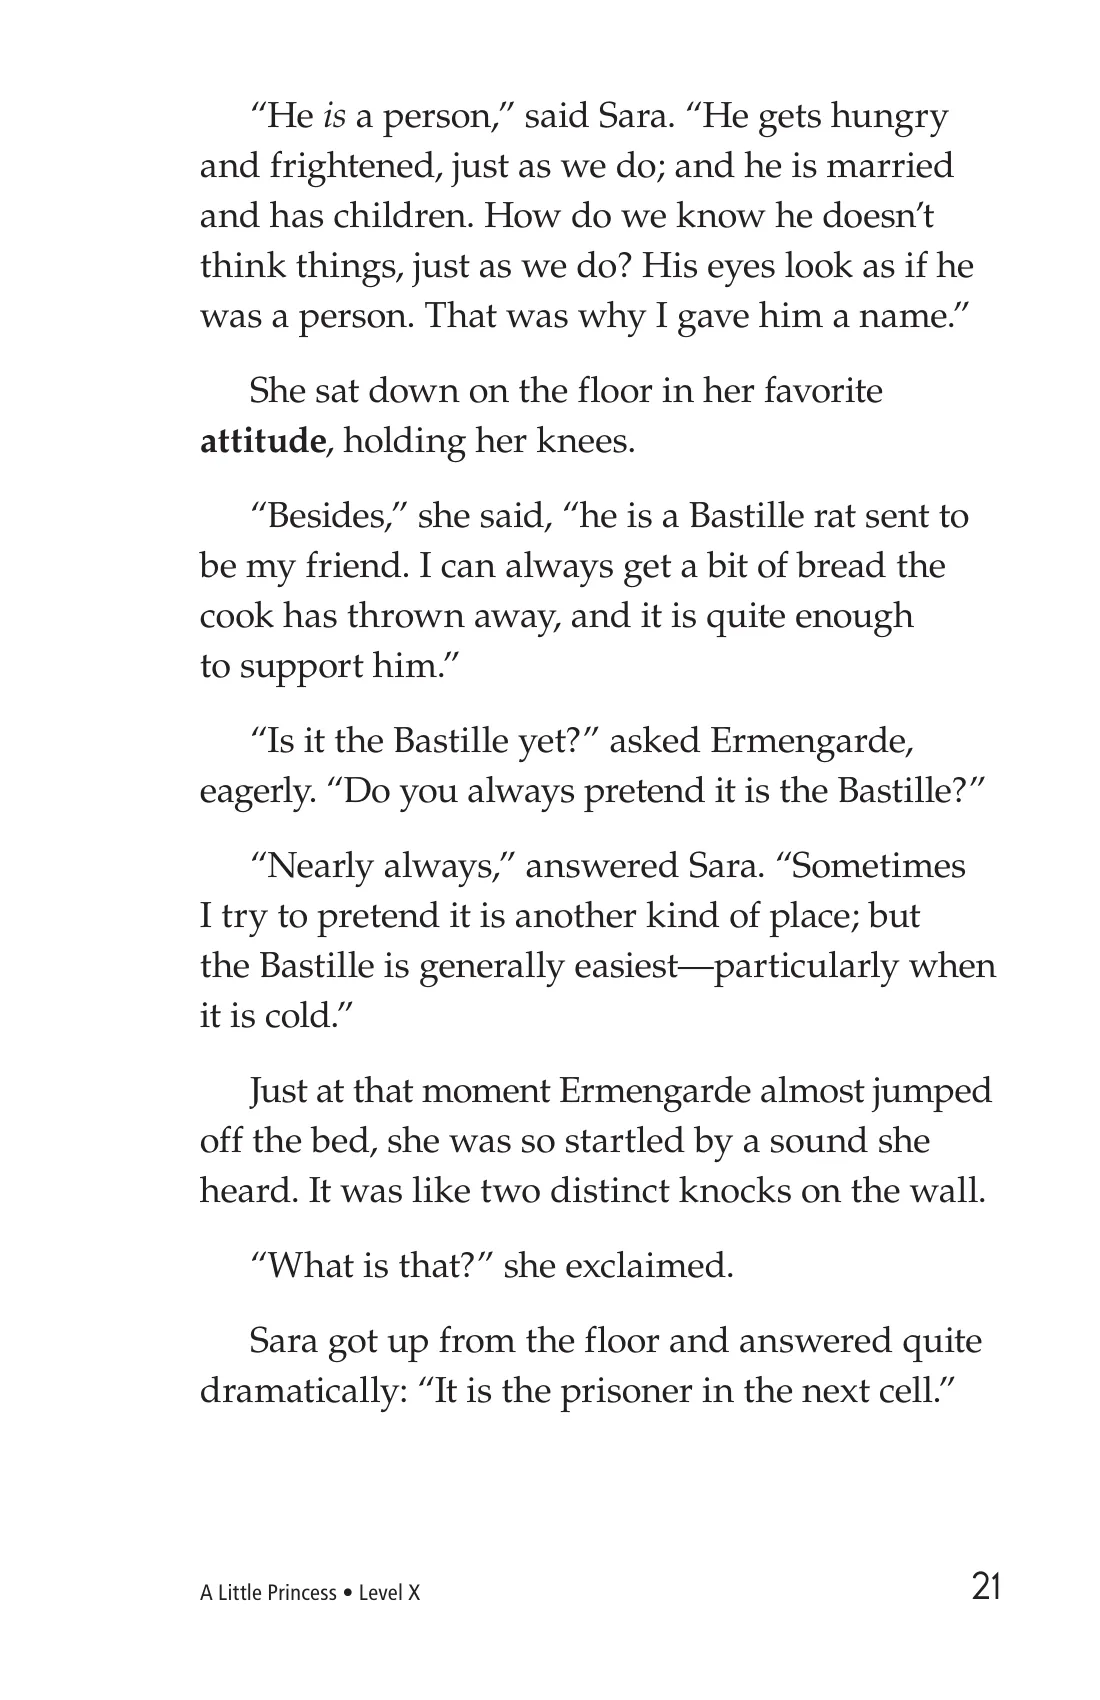 “He is a person,” said Sara. “He gets hungry
and frightened, just as we do; and he is married
and has children. How do we know he doesn’t
think things, just as we do? His eyes look as if he
was a person. That was why I gave him a name.”
She sat down on the floor in her favorite
attitude, holding her knees.
“Besides,” she said, “he is a Bastille rat sent to
be my friend. I can always get a bit of bread the
cook has thrown away, and it is quite enough
to support him.”
“Is it the Bastille yet?” asked Ermengarde,
eagerly. “Do you always pretend it is the Bastille?”
“Nearly always,” answered Sara. “Sometimes
I try to pretend it is another kind of place; but
the Bastille is generally easiest—particularly when
it is cold.”
Just at that moment Ermengarde almost jumped
off the bed, she was so startled by a sound she
heard. It was like two distinct knocks on the wall.
“What is that?” she exclaimed.
Sara got up from the floor and answered quite
dramatically: “It is the prisoner in the next cell.”
A Little Princess • Level X
21